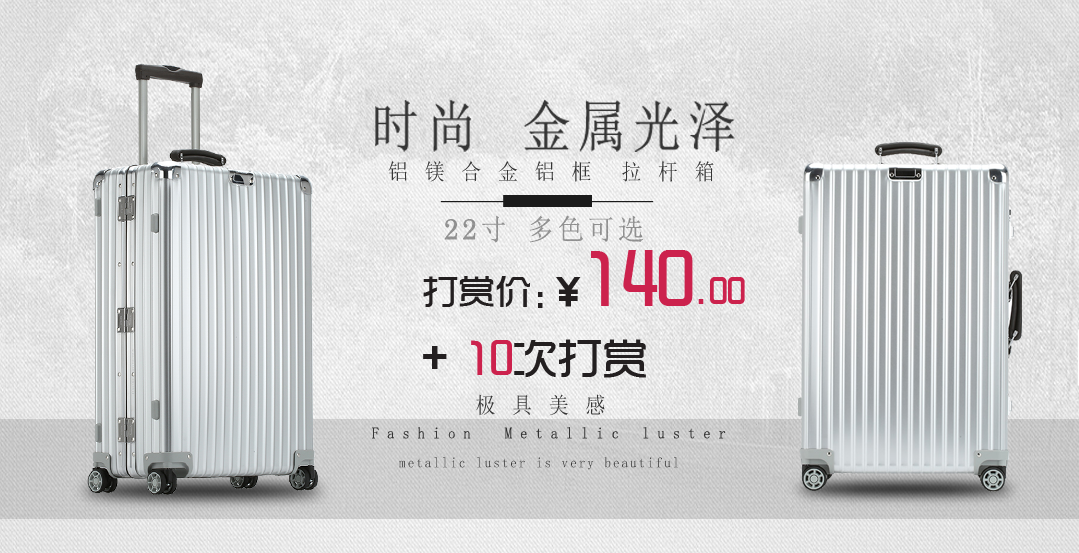 时尚 金属光泽
铝镁合金铝框 拉杆箱
22寸 多色可选
打赏价：¥140.00
+ 10次打赏
极具美感
Fashion Metallic luster
metallic luster is very beautiful